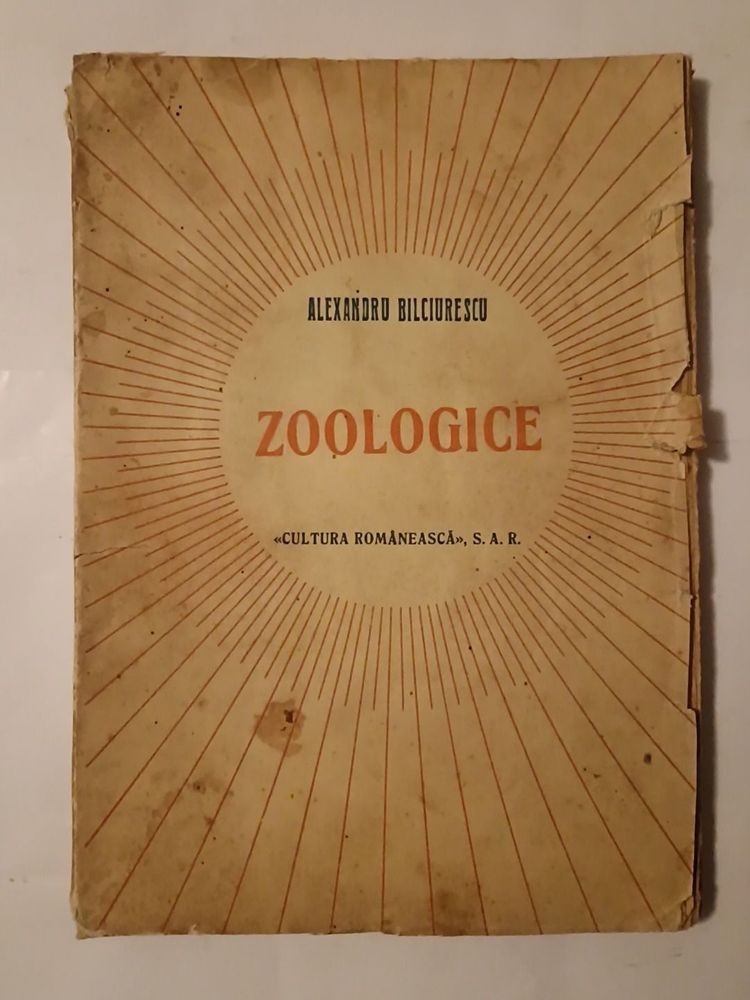 ALEXANDRU BILCIURESCU
ZOOLOGICE
«CULTURA ROMÂNEASCĂ», S. A. R.